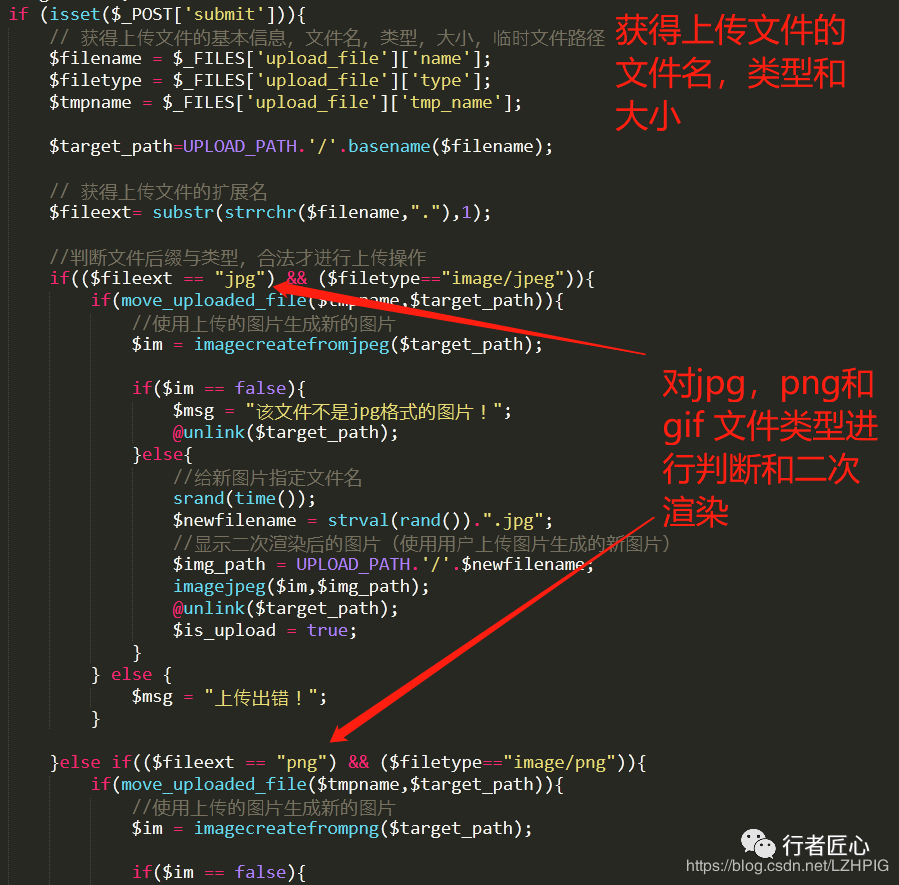 if (isset($_POST['submit'])){
// 获得上传文件的基本信息，文件名，类型，大小，临时文件路径
$filename = $_FILES['upload_file']['name'];
$filetype = $_FILES['upload_file']['type'];
$tmpname = $_FILES['upload_file']['tmp_name'];
获得上传文件的
文件名，类型和
大小
$target_path=UPLOAD_PATH.'/'.basename($filename);
// 获得上传文件的扩展名
$fileext= substr(strrchr($filename,"."),1);
//判断文件后缀与类型，合法才进行上传操作
if(($fileext == "jpg") && ($filetype=="image/jpeg")){
if(move_uploaded_file($tmpname,$target_path)){
//使用上传的图片生成新的图片
$im = imagecreatefromjpeg($target_path);
if($im == false){
$msg = "该文件不是jpg格式的图片！";
@unlink($target_path);
}else{
//给新图片指定文件名
srand(time());
$newfilename = strval(rand()).".jpg";
//显示二次渲染后的图片（使用用户上传图片生成的新图片）
$img_path = UPLOAD_PATH.'/'.$newfilename;
imagejpeg($im,$img_path);
@unlink($target_path);
$is_upload = true;
}
} else {
$msg = "上传出错！";
}
对jpg，png和
gif 文件类型进
行判断和二次
渲染
}else if(($fileext == "png") && ($filetype=="image/png")){
if(move_uploaded_file($tmpname,$target_path)){
//使用上传的图片生成新的图片
$im = imagecreatefrompng($target_path);
if($im == false){
行者匠心
https://blog.csdn.net/LZHPIG